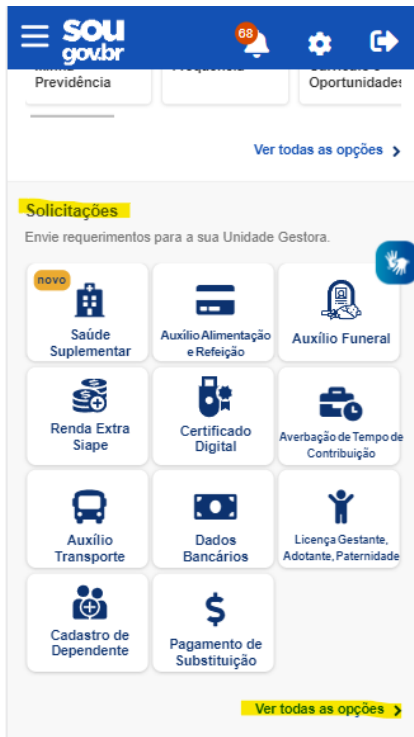 sou
gov.br
68
Previdência
Oportunidades
Ver todas as opções
Solicitações
Envie requerimentos para a sua Unidade Gestora.
novo
Saúde
Suplementar
Auxílio Alimentação
e Refeição
Auxílio Funeral
Renda Extra
Siape
Certificado
Digital
Averbação de Tempo de
Contribuição
Auxílio
Transporte
Dados
Bancários
Licença Gestante,
Adotante, Paternidade
Cadastro de
Dependente
Pagamento de
Substituição
Ver todas as opções